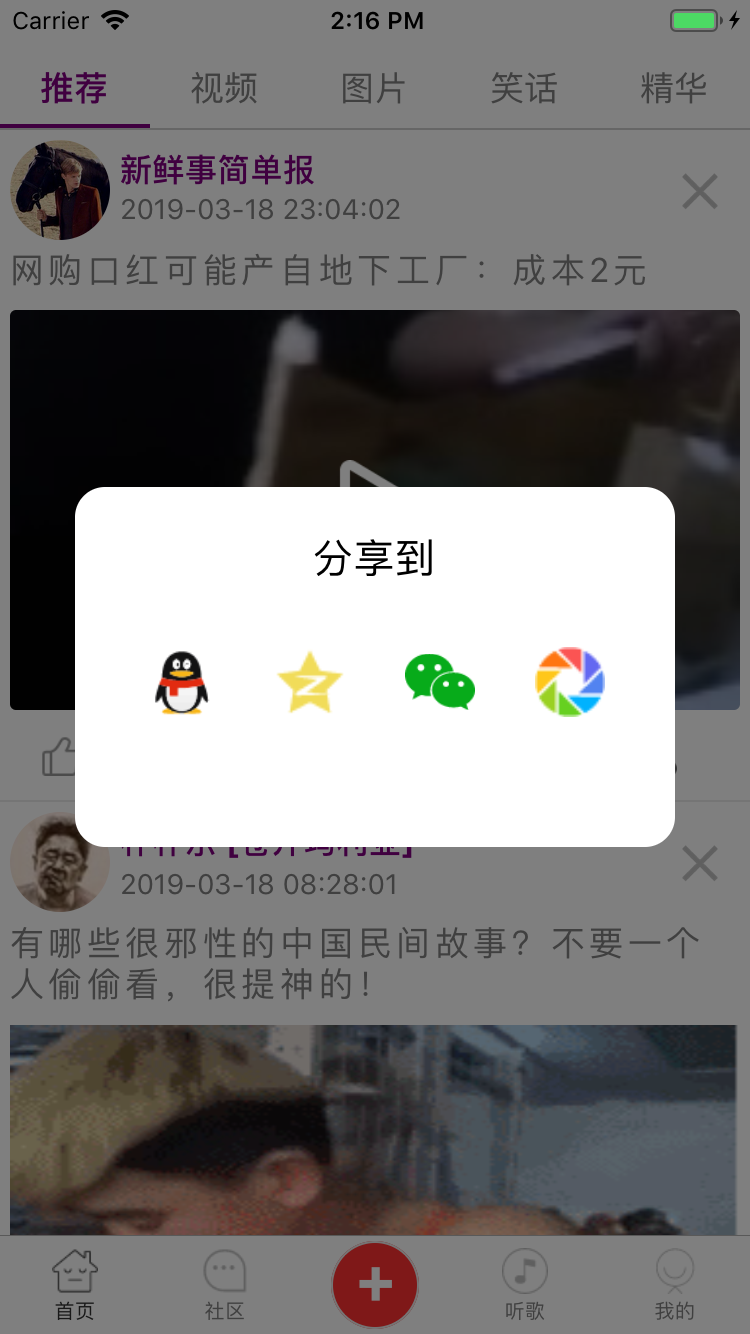 Carrier 2:16 PM
推荐 视频 图片 笑话 精华
新鲜事简单报
2019-03-18 23:04:02
网购口红可能产自地下工厂：成本2元
分享到
2019-03-18 08:28:01
有哪些很邪性的中国民间故事？不要一个
人偷偷看，很提神的！
首页 社区 听歌 我的